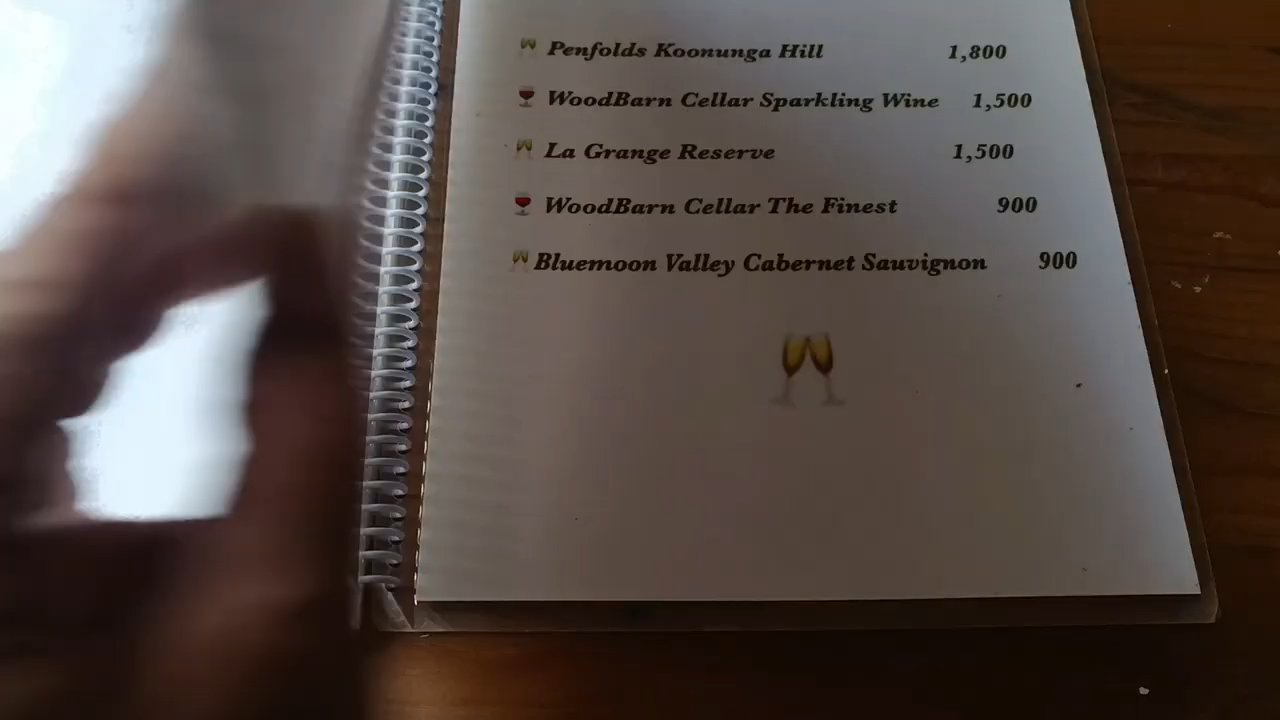 Penfolds Koonunga Hill 1,800
WoodBarn Cellar Sparkling Wine 1,500
La Grange Reserve 1,500
WoodBarn Cellar The Finest 900
Bluemoon Valley Cabernet Sauvignon 900